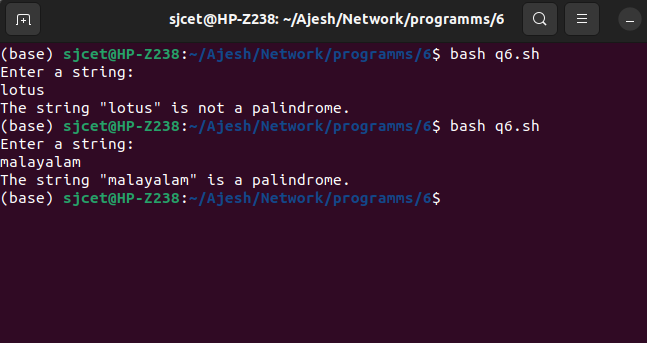 sjcet@HP-Z238: ~/Ajesh/Network/programms/6
(base) sjcet@HP-Z238:~/Ajesh/Network/programms/6$ bash q6.sh
Enter a string:
lotus
The string "lotus" is not a palindrome.
(base) sjcet@HP-Z238:~/Ajesh/Network/programms/6$ bash q6.sh
Enter a string:
malayalam
The string "malayalam" is a palindrome.
(base) sjcet@HP-Z238:~/Ajesh/Network/programms/6$